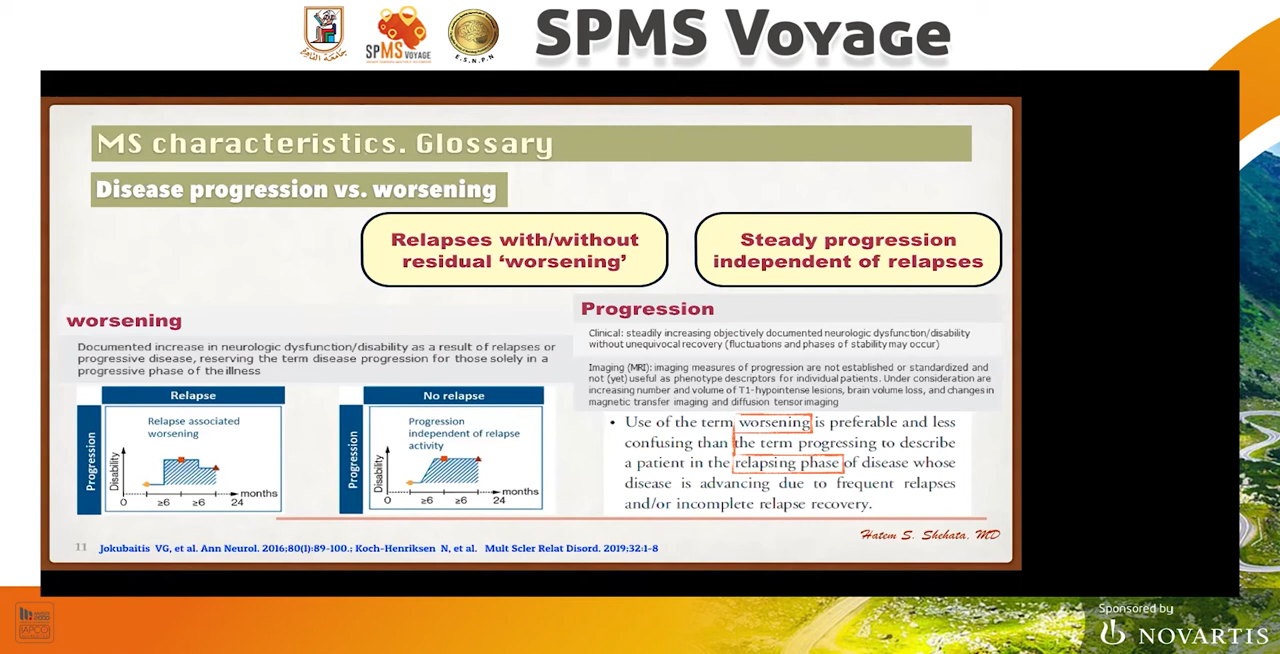 جامعة القاهرة
SPMS VOYAGE
E.S.N.P.N
SPMS Voyage
MS characteristics. Glossary
Disease progression vs. worsening
Relapses with/without
residual ‘worsening’
Steady progression
independent of relapses
worsening
Documented increase in neurologic dysfunction/disability as a result of relapses or
progressive disease, reserving the term disease progression for those solely in a
progressive phase of the illness
Progression
Clinical: steadily increasing objectively documented neurologic dysfunction/disability
without unequivocal recovery (fluctuations and phases of stability may occur)
Imaging (MRI): imaging measures of progression are not established or standardized and
not (yet) useful as phenotype descriptors for individual patients. Under consideration are
increasing number and volume of T1-hypointense lesions, brain volume loss, and changes in
magnetic transfer imaging and diffusion tensor imaging
Relapse
Progression
Relapse associated
worsening
Disability
months
0 ≥6 ≥6 24
No relapse
Progression
Progression
independent of relapse
activity
Disability
months
0 ≥6 ≥6 24
• Use of the term worsening is preferable and less
confusing than the term progressing to describe
a patient in the relapsing phase of disease whose
disease is advancing due to frequent relapses
and/or incomplete relapse recovery.
Hatem S. Shehata, MD
11 Jokubaitis VG, et al. Ann Neurol. 2016;80(1):89-100.; Koch-Henriksen N, et al. Mult Scler Relat Disord. 2019;32:1-8
IAPCO
Sponsored by
NOVARTIS